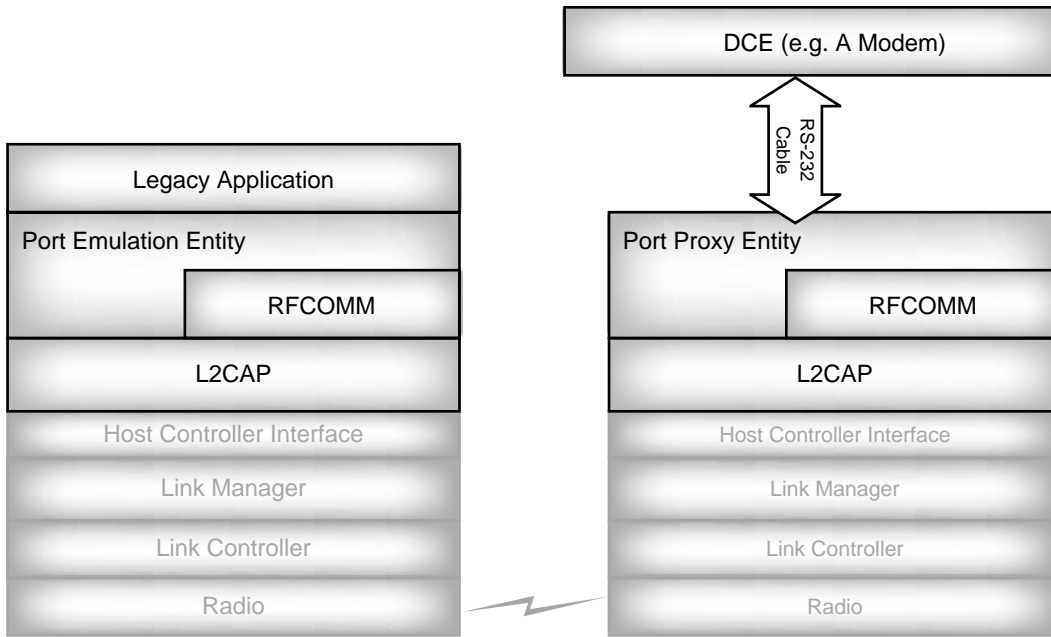 DCE (e.g. A Modem)
RS-232
Cable
Legacy Application
Port Emulation Entity
RFCOMM
L2CAP
Host Controller Interface
Link Manager
Link Controller
Radio
Port Proxy Entity
RFCOMM
L2CAP
Host Controller Interface
Link Manager
Link Controller
Radio